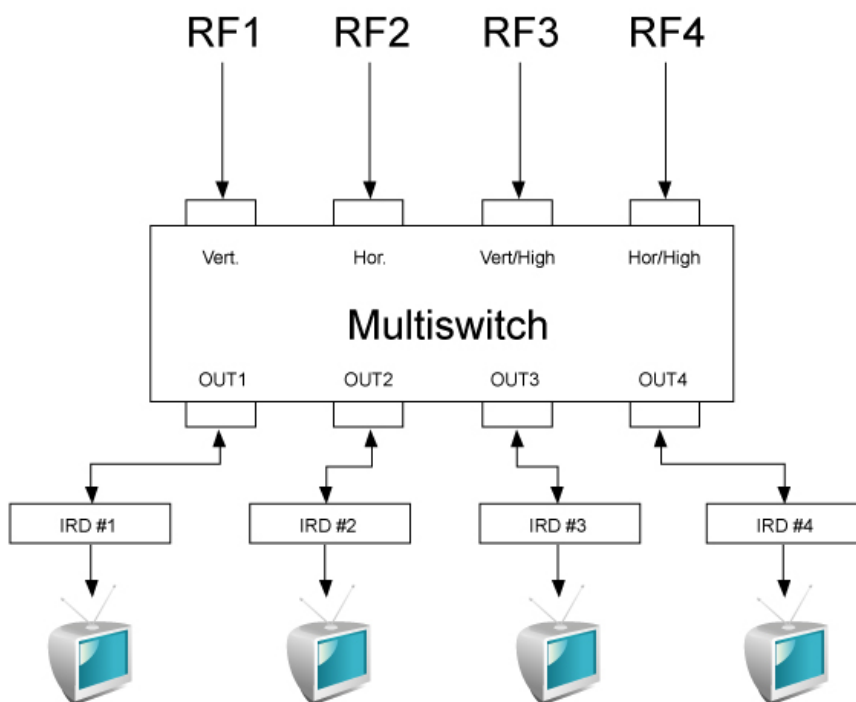 RF1 RF2 RF3 RF4
Vert. Hor. Vert/High Hor/High
Multiswitch
OUT1 OUT2 OUT3 OUT4
IRD #1 IRD #2 IRD #3 IRD #4